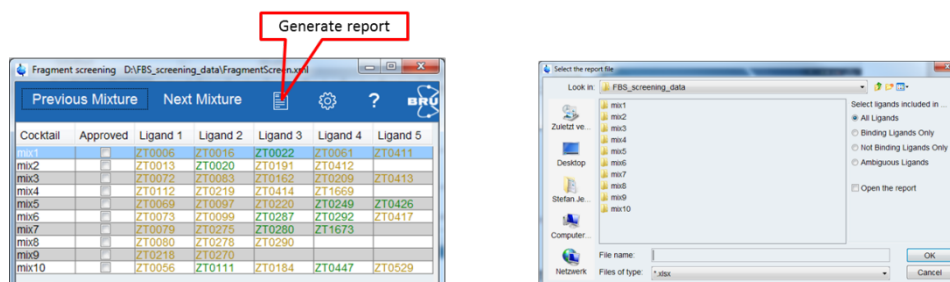 Generate report
Fragment screening D:\FBS_screening_data\FragmentScreen.xml
Previous Mixture Next Mixture ? BRU
Cocktail Approved Ligand 1 Ligand 2 Ligand 3 Ligand 4 Ligand 5
mix1 ZT0006 ZT0016 ZT0022 ZT0061 ZT0411
mix2 ZT0013 ZT0020 ZT0191 ZT0412
mix3 ZT0072 ZT0083 ZT0162 ZT0209 ZT0413
mix4 ZT0112 ZT0219 ZT0414 ZT1669
mix5 ZT0069 ZT0097 ZT0220 ZT0249 ZT0426
mix6 ZT0073 ZT0099 ZT0287 ZT0292 ZT0417
mix7 ZT0079 ZT0275 ZT0280 ZT1673
mix8 ZT0080 ZT0278 ZT0290
mix9 ZT0218 ZT0270
mix10 ZT0056 ZT0111 ZT0184 ZT0447 ZT0529
Select the report file
Look in: FBS_screening_data
Zuletzt ve...
Desktop
Stefan Je...
Computer...
Netzwerk
mix1
mix2
mix3
mix4
mix5
mix6
mix7
mix8
mix9
mix10
Select ligands included in ...
All Ligands
Binding Ligands Only
Not Binding Ligands Only
Ambiguous Ligands
Open the report
File name:
OK
Files of type: *.xlsx
Cancel